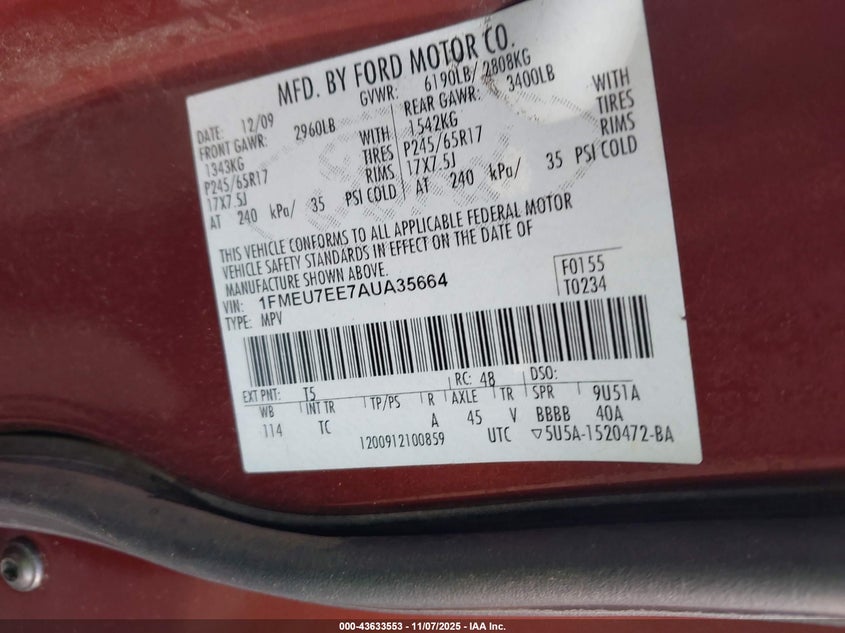 MFD. BY FORD MOTOR CO.
DATE: 12/09 GVWR: 6190LB/ 2808KG
FRONT GAWR: 2960LB REAR GAWR: 3400LB
1343KG WITH 1542KG WITH
P245/65R17 TIRES P245/65R17 TIRES
17X7.5J RIMS 17X7.5J RIMS
AT 240 kPa/ 35 PSI COLD AT 240 kPa/ 35 PSI COLD
THIS VEHICLE CONFORMS TO ALL APPLICABLE FEDERAL MOTOR
VEHICLE SAFETY STANDARDS IN EFFECT ON THE DATE OF
MANUFACTURE SHOWN ABOVE.
VIN: 1FMEU7EE7AUA35664 F0155
TYPE: MPV T0234
EXT PNT: T5 RC: 48 DSO:
WB INT TR TP/PS R AXLE TR SPR 9U51A
114 TC A 45 V BBBB 40A
1200912100859 UTC ▽5U5A-1520472-BA
000-43633553 - 11/07/2025 - IAA Inc.